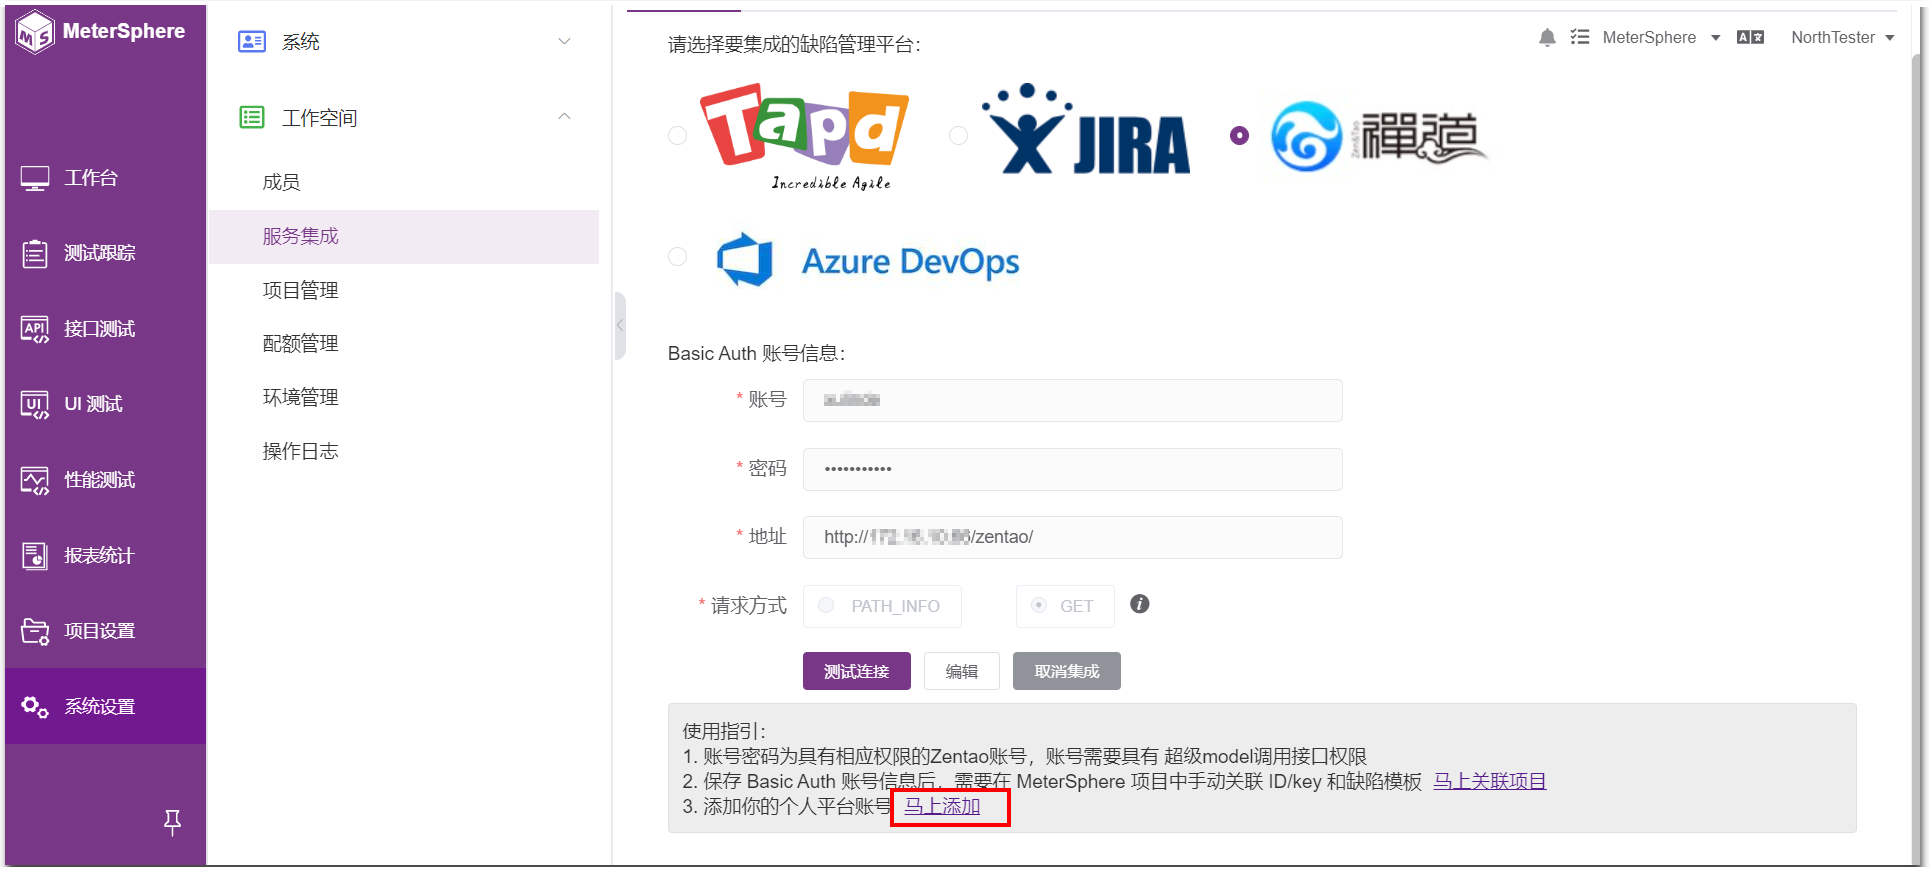 MeterSphere
工作台
测试跟踪
API 接口测试
UI UI 测试
性能测试
报表统计
项目设置
系统设置
系统
工作空间
成员
服务集成
项目管理
配额管理
环境管理
操作日志
MeterSphere
NorthTester
请选择要集成的缺陷管理平台：
Tapd
Incredible Agile
JIRA
禪道
Azure DevOps
Basic Auth 账号信息：
* 账号
* 密码 •••••••••••
* 地址 http:// /zentao/
* 请求方式 PATH_INFO GET
测试连接 编辑 取消集成
使用指引：
1. 账号密码为具有相应权限的Zentao账号，账号需要具有 超级model调用接口权限
2. 保存 Basic Auth 账号信息后，需要在 MeterSphere 项目中手动关联 ID/key 和缺陷模板 马上关联项目
3. 添加你的个人平台账号 马上添加